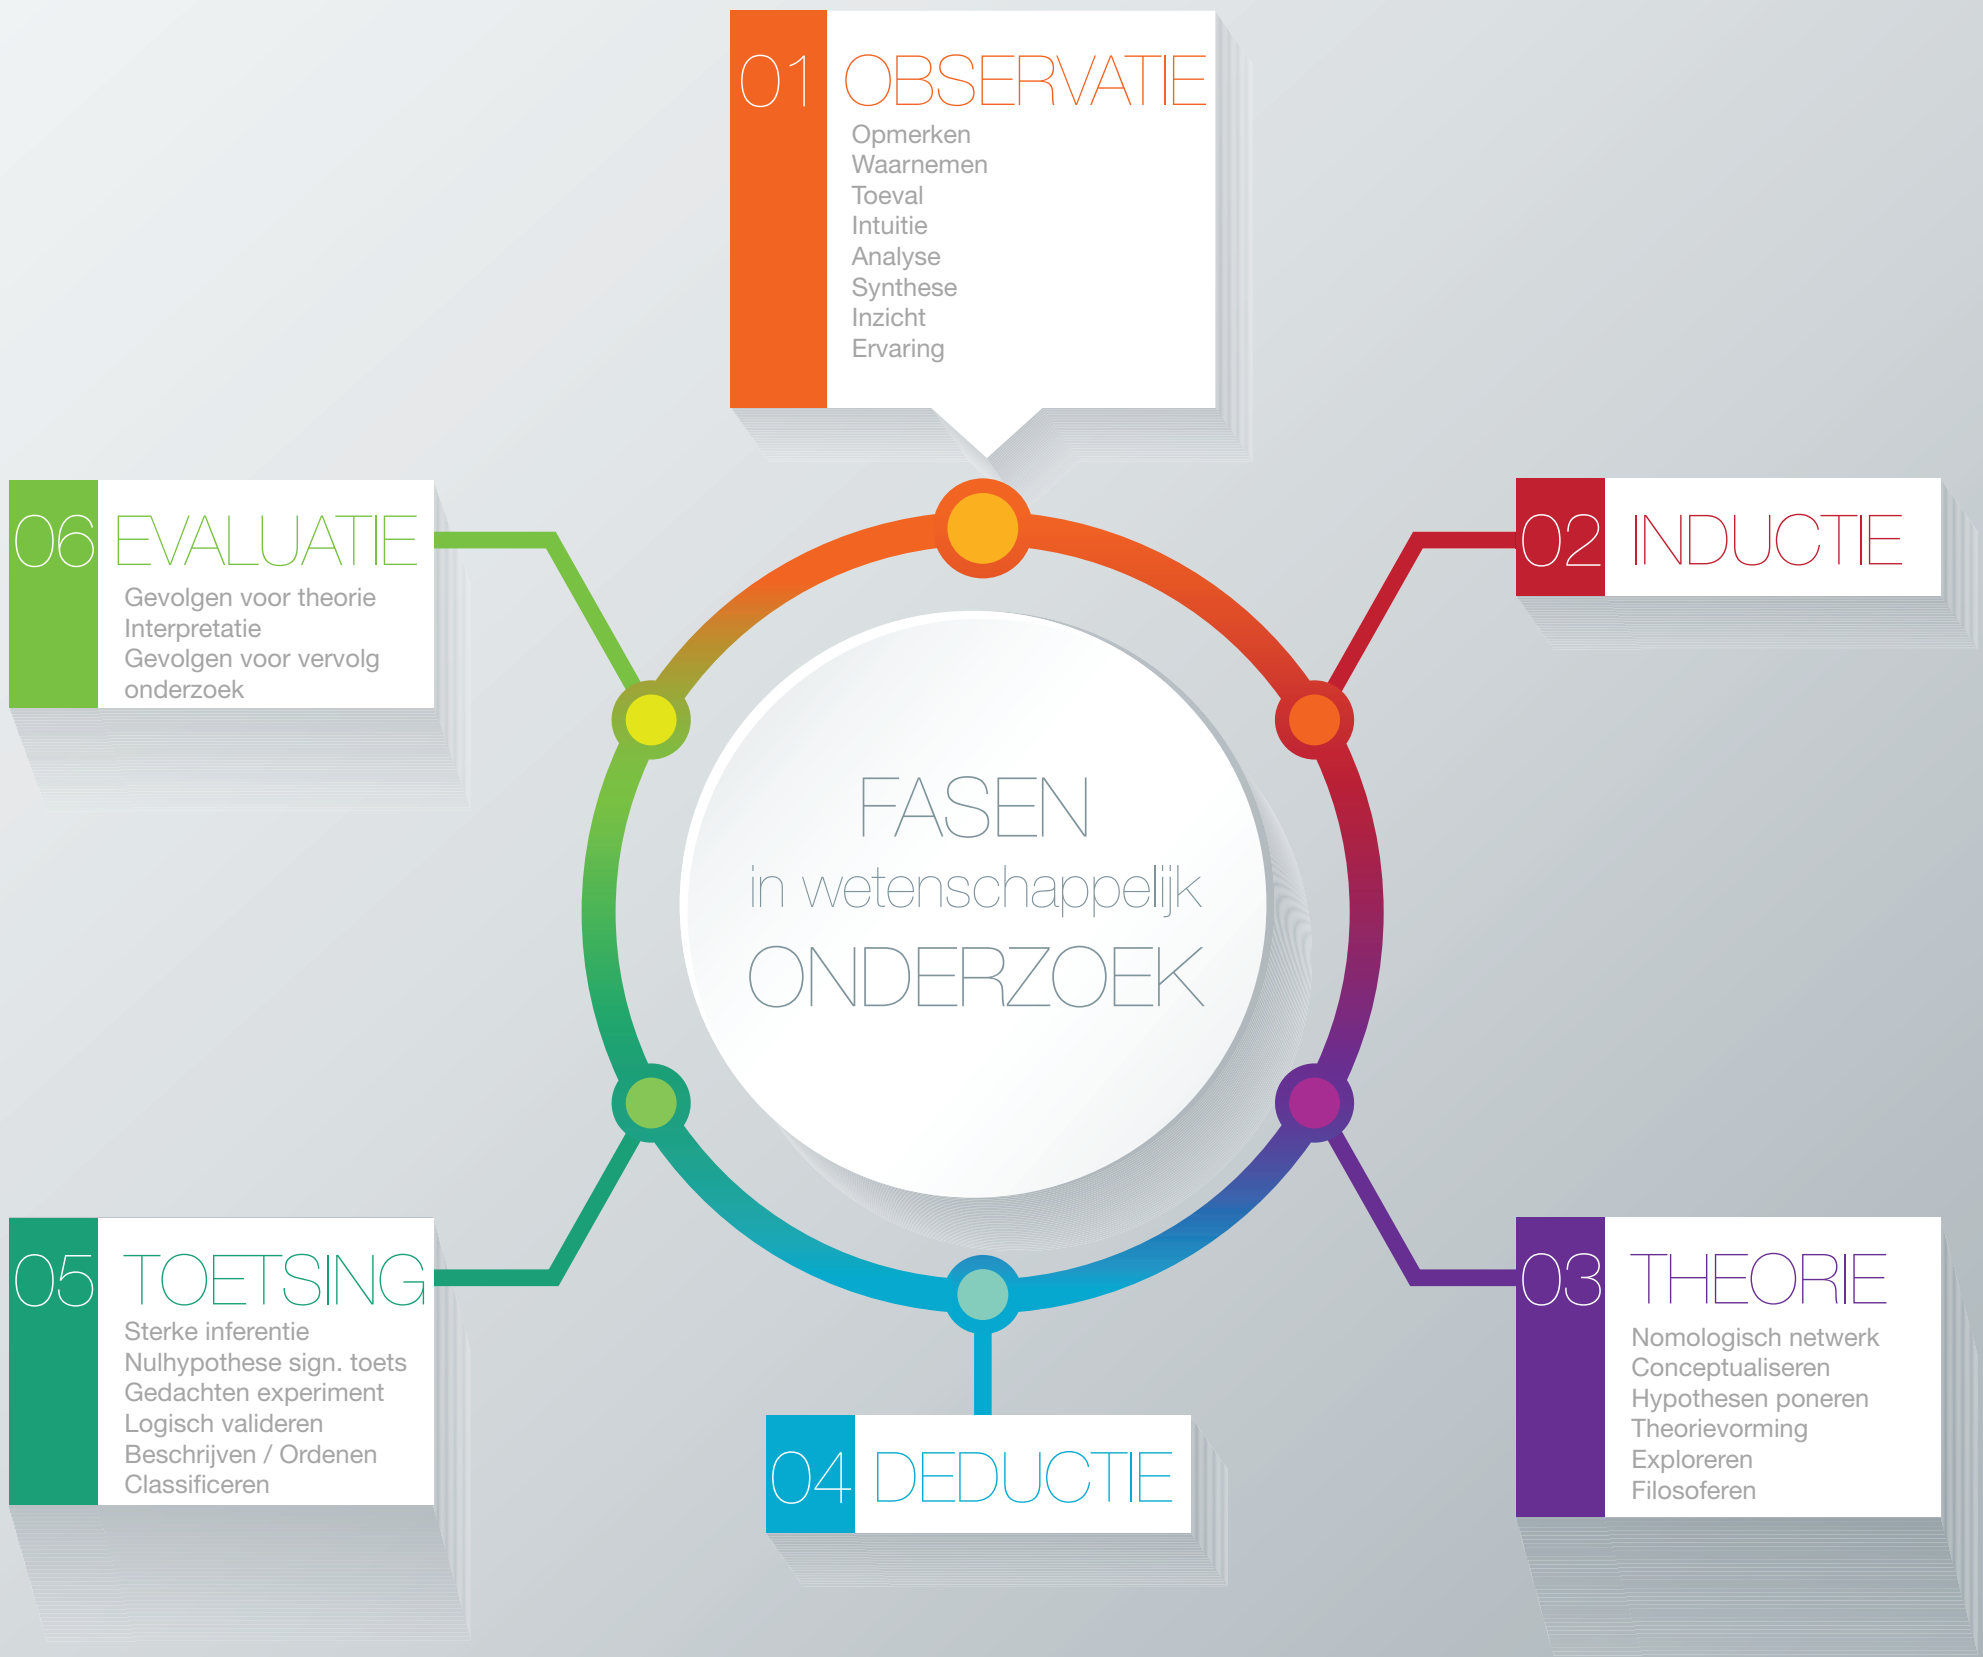 01 OBSERVATIE
Opmerken
Waarnemen
Toeval
Intuitie
Analyse
Synthese
Inzicht
Ervaring
02 INDUCTIE
03 THEORIE
Nomologisch netwerk
Conceptualiseren
Hypothesen poneren
Theorievorming
Exploreren
Filosoferen
04 DEDUCTIE
05 TOETSING
Sterke inferentie
Nulhypothese sign. toets
Gedachten experiment
Logisch valideren
Beschrijven / Ordenen
Classificeren
06 EVALUATIE
Gevolgen voor theorie
Interpretatie
Gevolgen voor vervolg
onderzoek
FASEN
in wetenschappelijk
ONDERZOEK